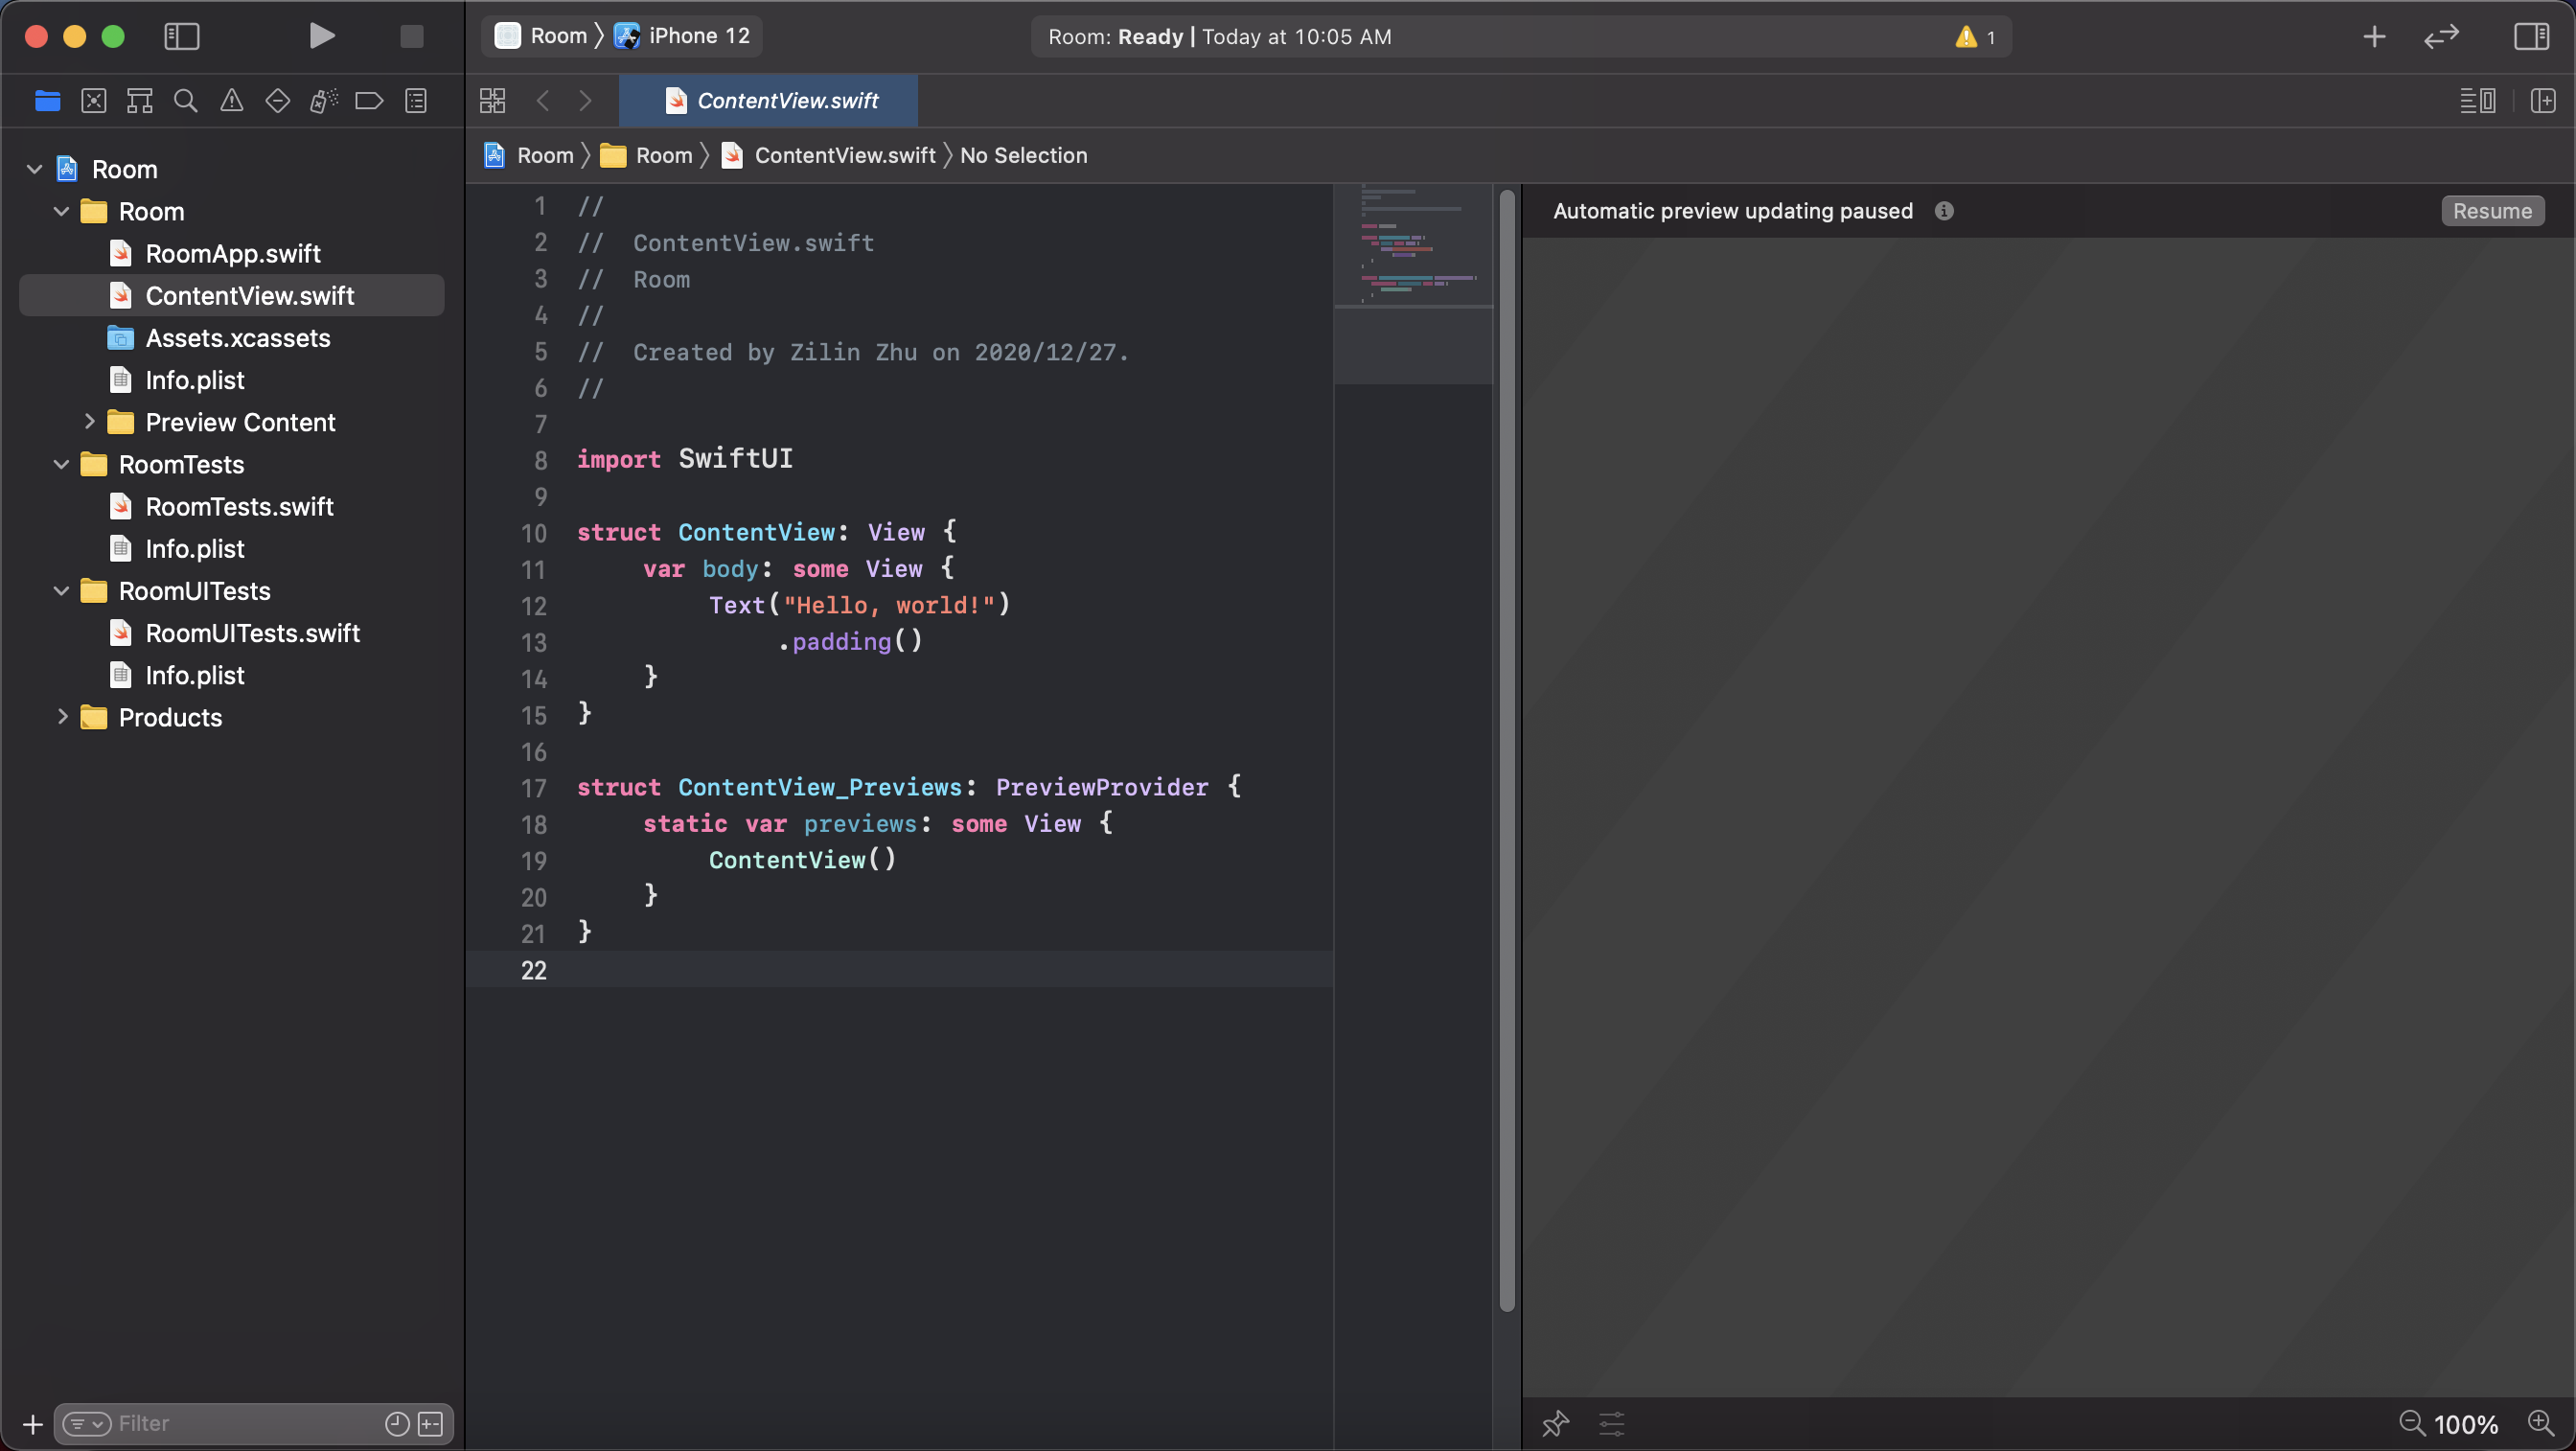 Room
iPhone 12
Room: Ready | Today at 10:05 AM
1
ContentView.swift
Room
Room
ContentView.swift
No Selection
Room
Room
RoomApp.swift
ContentView.swift
Assets.xcassets
Info.plist
Preview Content
RoomTests
RoomTests.swift
Info.plist
RoomUITests
RoomUITests.swift
Info.plist
Products
Filter
1 //
2 //  ContentView.swift
3 //  Room
4 //
5 //  Created by Zilin Zhu on 2020/12/27.
6 //
7
8 import SwiftUI
9
10 struct ContentView: View {
11     var body: some View {
12         Text("Hello, world!")
13             .padding()
14     }
15 }
16
17 struct ContentView_Previews: PreviewProvider {
18     static var previews: some View {
19         ContentView()
20     }
21 }
22
Automatic preview updating paused
Resume
100%